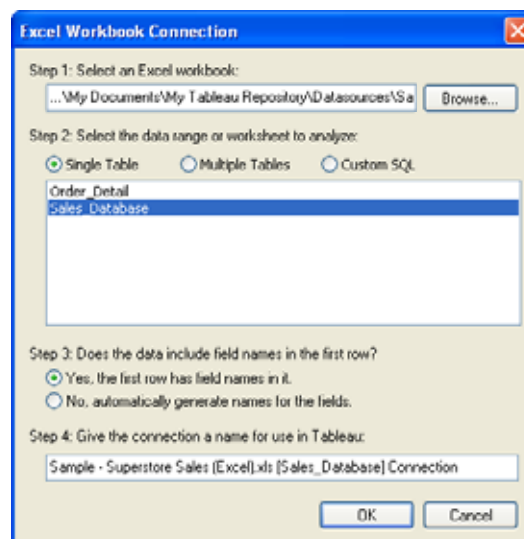 Excel Workbook Connection
Step 1: Select an Excel workbook:
...\My Documents\My Tableau Repository\Datasources\Sa
Browse...
Step 2: Select the data range or worksheet to analyze:
Single Table Multiple Tables Custom SQL
Order_Detail
Sales_Database
Step 3: Does the data include field names in the first row?
Yes, the first row has field names in it.
No, automatically generate names for the fields.
Step 4: Give the connection a name for use in Tableau:
Sample - Superstore Sales (Excel).xls [Sales_Database] Connection
OK Cancel